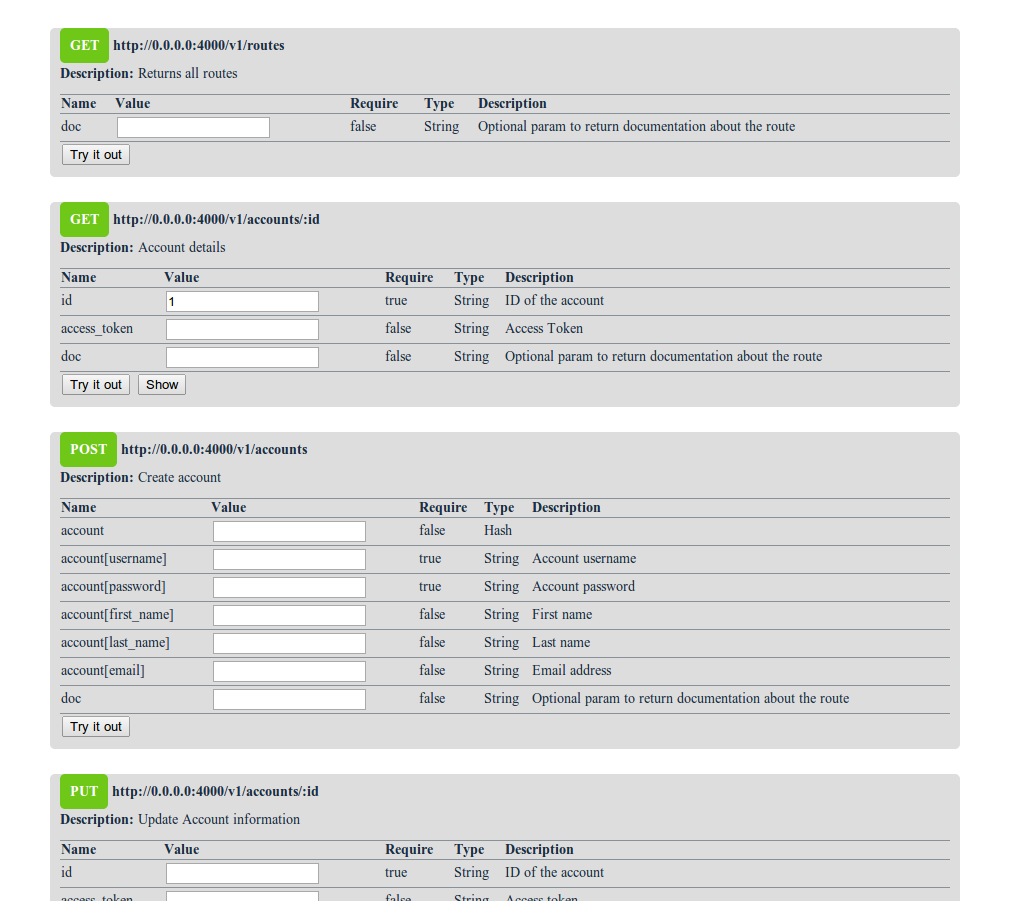 GET http://0.0.0.0:4000/v1/routes
Description: Returns all routes
Name Value Require Type Description
doc false String Optional param to return documentation about the route
Try it out
GET http://0.0.0.0:4000/v1/accounts/:id
Description: Account details
Name Value Require Type Description
id 1 true String ID of the account
access_token false String Access Token
doc false String Optional param to return documentation about the route
Try it out Show
POST http://0.0.0.0:4000/v1/accounts
Description: Create account
Name Value Require Type Description
account false Hash
account[username] true String Account username
account[password] true String Account password
account[first_name] false String First name
account[last_name] false String Last name
account[email] false String Email address
doc false String Optional param to return documentation about the route
Try it out
PUT http://0.0.0.0:4000/v1/accounts/:id
Description: Update Account information
Name Value Require Type Description
id true String ID of the account
access_token false String Access token